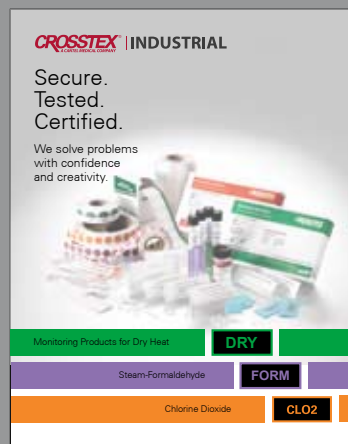 CROSSTEX™ | INDUSTRIAL
A CANTEL MEDICAL COMPANY
Secure.
Tested.
Certified.
We solve problems
with confidence
and creativity.
Monitoring Products for Dry Heat
DRY
Steam-Formaldehyde
FORM
Chlorine Dioxide
CLO2